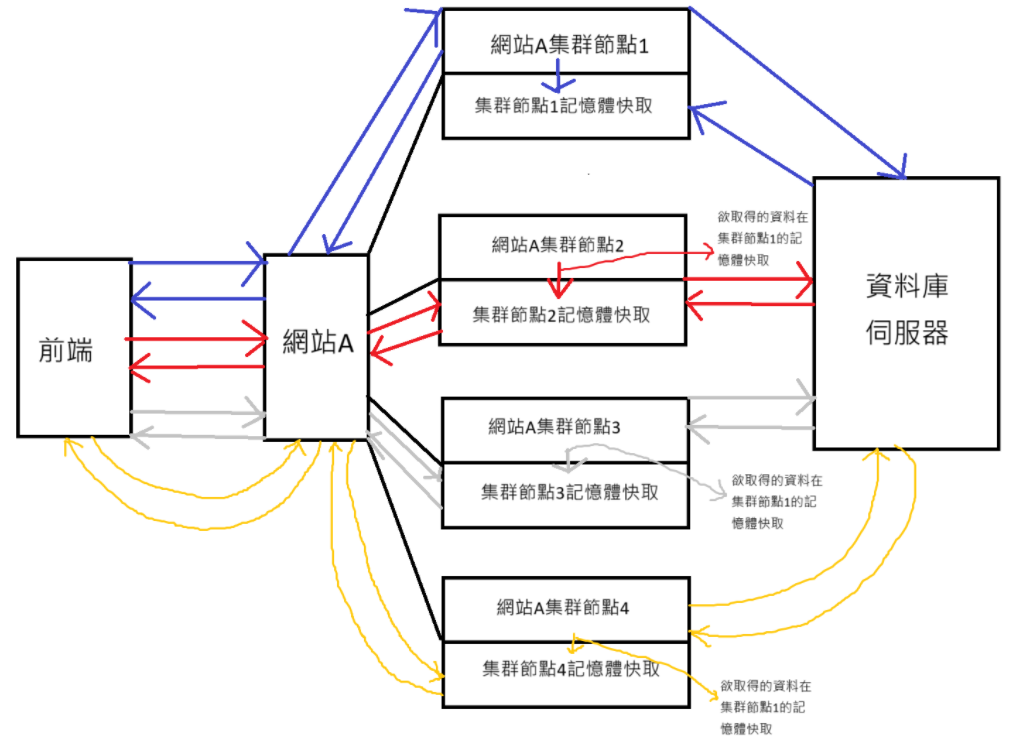 網站A集群節點1
集群節點1記憶體快取
網站A集群節點2
集群節點2記憶體快取
欲取得的資料在
集群節點1的記
憶體快取
前端
網站A
資料庫
伺服器
網站A集群節點3
集群節點3記憶體快取
欲取得的資料在
集群節點1的記
憶體快取
網站A集群節點4
集群節點4記憶體快取
欲取得的資料在
集群節點1的記
憶體快取